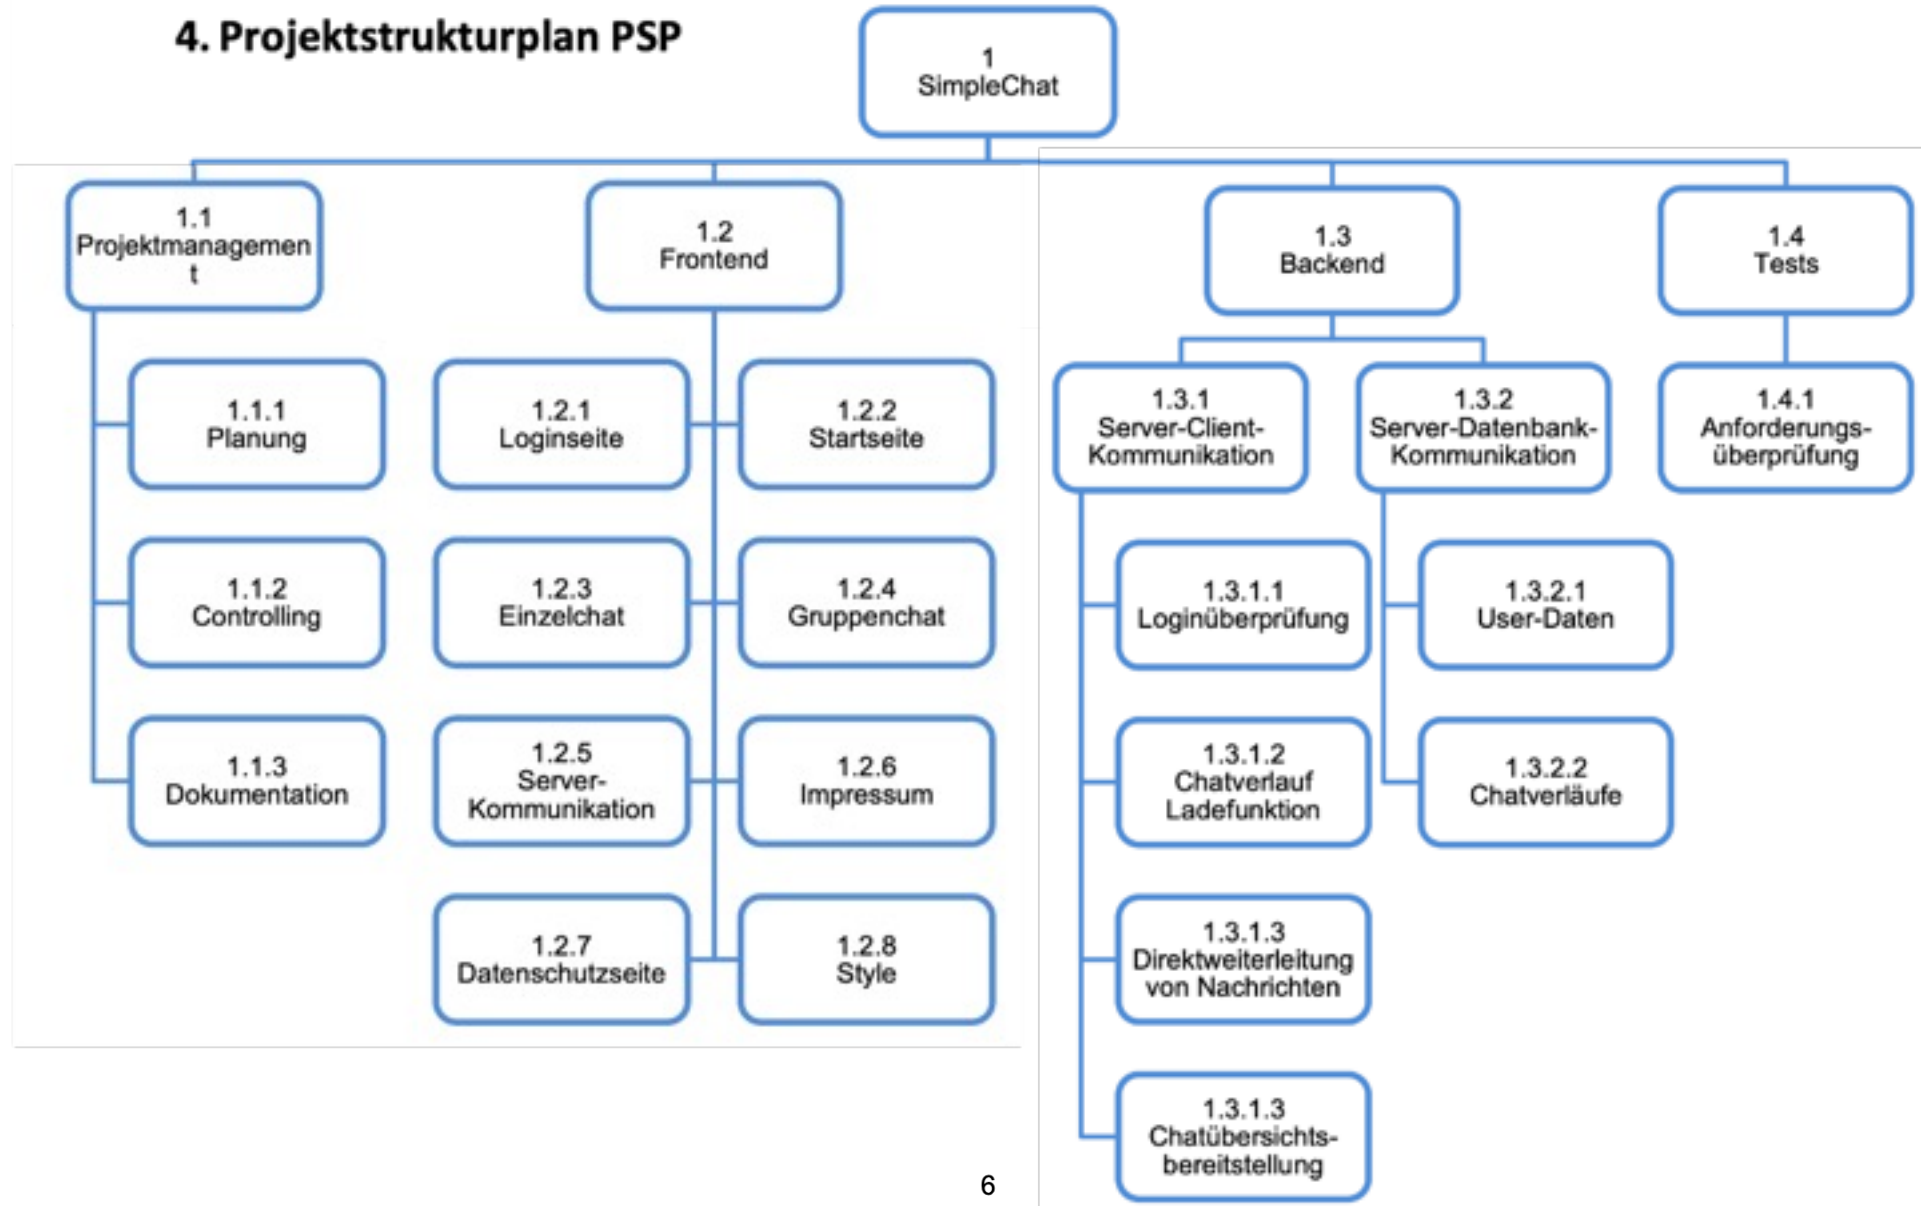 4. Projektstrukturplan PSP
1
SimpleChat
1.1
Projektmanagemen
t
1.2
Frontend
1.3
Backend
1.4
Tests
1.1.1
Planung
1.2.1
Loginseite
1.2.2
Startseite
1.3.1
Server-Client-
Kommunikation
1.3.2
Server-Datenbank-
Kommunikation
1.4.1
Anforderungs-
überprüfung
1.1.2
Controlling
1.2.3
Einzelchat
1.2.4
Gruppenchat
1.3.1.1
Loginüberprüfung
1.3.2.1
User-Daten
1.1.3
Dokumentation
1.2.5
Server-
Kommunikation
1.2.6
Impressum
1.3.1.2
Chatverlauf
Ladefunktion
1.3.2.2
Chatverläufe
1.2.7
Datenschutzseite
1.2.8
Style
1.3.1.3
Direktweiterleitung
von Nachrichten
1.3.1.3
Chatübersichts-
bereitstellung
6